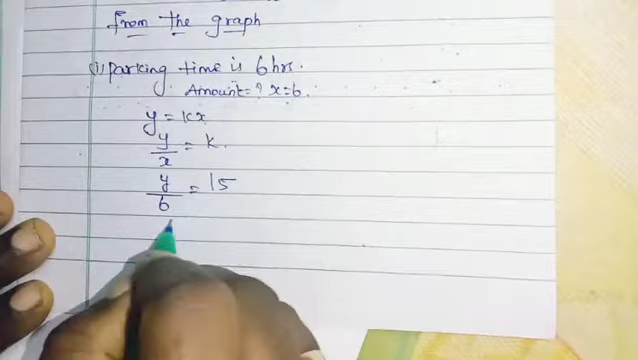 from the graph
(i) parking time is 6 hrs.
Amount = ? x = 6.
y = kx
y/x = k.
y/6 = 15